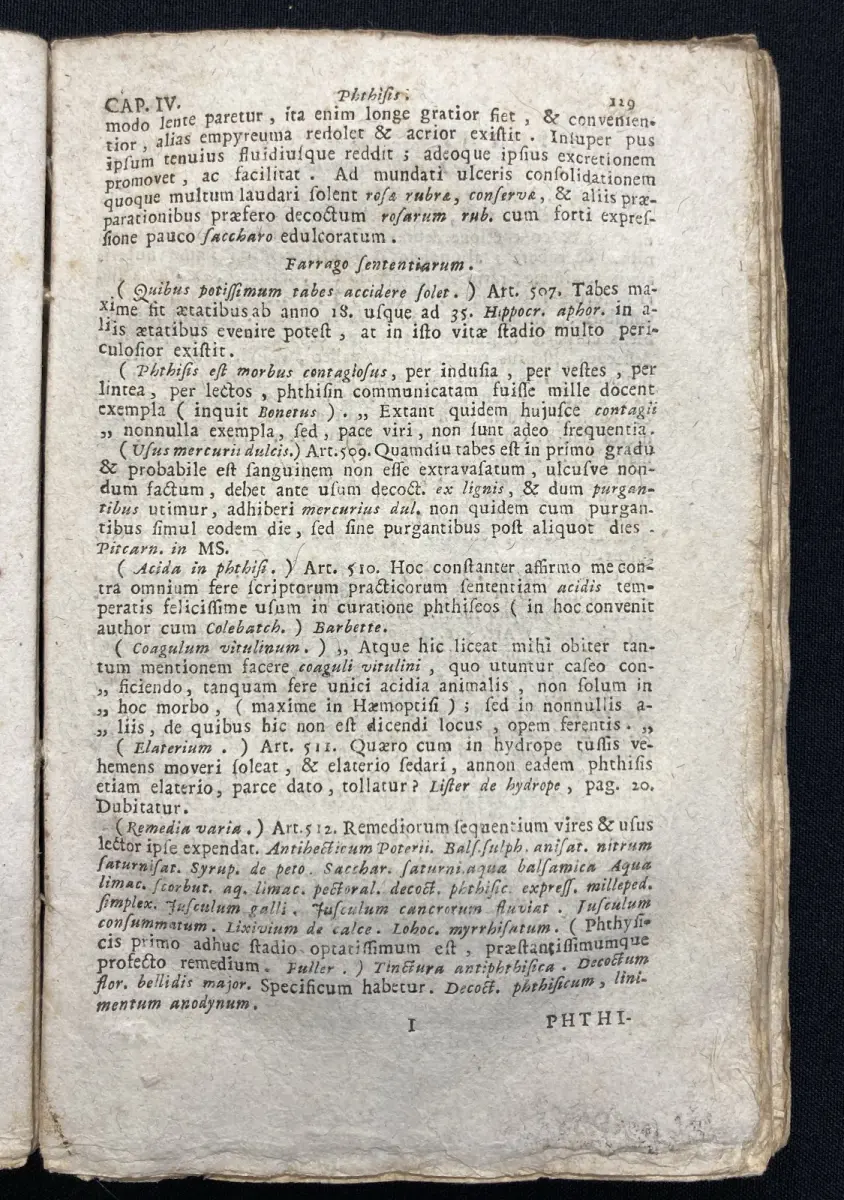 CAP. IV. Phthiſis. 119
modo lente paretur, ita enim longe gratior fiet, & convenien-
tior, alias empyreuma redolet & acrior exiſtit. Inſuper pus
ipſum tenuius fluidiuſque reddit; adeoque ipſius excretionem
promovet, ac facilitat. Ad mundati ulceris conſolidationem
quoque multum laudari ſolent roſæ rubræ, conſervæ, & aliis præ-
parationibus præfero decoctum roſarum rub. cum forti expreſ-
ſione pauco ſaccharo edulcoratum.
Farrago ſententiarum.
(Quibus potiſſimum tabes accidere ſolet.) Art. 507. Tabes ma-
xime fit ætatibus ab anno 18. uſque ad 35. Hippocr. aphor. in a-
liis ætatibus evenire poteſt, at in iſto vitæ ſtadio multo peri-
culoſior exiſtit.
(Phthiſis eſt morbus contagioſus, per induſia, per veſtes, per
lintea, per lectos, phthiſin communicatam fuiſſe mille docent
exempla (inquit Bonetus). „ Extant quidem hujuſce contagii
„ nonnulla exempla, ſed, pace viri, non ſunt adeo frequentia.
(Uſus mercurii dulcis.) Art. 509. Quamdiu tabes eſt in primo gradu
& probabile eſt ſanguinem non eſſe extravaſatum, ulcuſve non-
dum factum, debet ante uſum decoct. ex lignis, & dum purgan-
tibus utimur, adhiberi mercurius dul. non quidem cum purgan-
tibus ſimul eodem die, ſed ſine purgantibus poſt aliquot dies.
Pitcarn. in MS.
(Acida in phthiſi.) Art. 510. Hoc conſtanter affirmo me con-
tra omnium fere ſcriptorum practicorum ſententiam acidis tem-
peratis feliciſſime uſum in curatione phthiſeos (in hoc convenit
author cum Colebatch.) Barbette.
(Coagulum vitulinum.) „ Atque hic liceat mihi obiter tan-
tum mentionem facere coaguli vitulini, quo utuntur caſeo con-
„ ficiendo, tanquam fere unici acidia animalis, non ſolum in
„ hoc morbo, (maxime in Hæmoptiſi); ſed in nonnullis a-
„ liis, de quibus hic non eſt dicendi locus, opem ferentis. „
(Elaterium.) Art. 511. Quæro cum in hydrope tuſſis ve-
hemens moveri ſoleat, & elaterio ſedari, annon eadem phthiſis
etiam elaterio, parce dato, tollatur? Liſter de hydrope, pag. 20.
Dubitatur.
(Remedia varia.) Art. 512. Remediorum ſequentium vires & uſus
lector ipſe expendat. Antihecticum Poterii. Balſ. ſulph. aniſat. nitrum
ſaturniſat. Syrup. de peto. Sacchar. ſaturni. aqua balſamica Aqua
limac. ſcorbut. aq. limac. pectoral. decoct. phthiſic. expreſſ. milleped.
ſimplex. Juſculum galli. Juſculum cancrorum fluviat. Juſculum
conſummatum. Lixivium de calce. Lohoc. myrrhiſatum. (Phthyſi-
cis primo adhuc ſtadio optatiſſimum eſt, præſtantiſſimumque
profecto remedium. Fuller.) Tinctura antiphthiſica. Decoctum
flor. bellidis major. Specificum habetur. Decoct. phthiſicum, lini-
mentum anodynum.
I PHTHI-